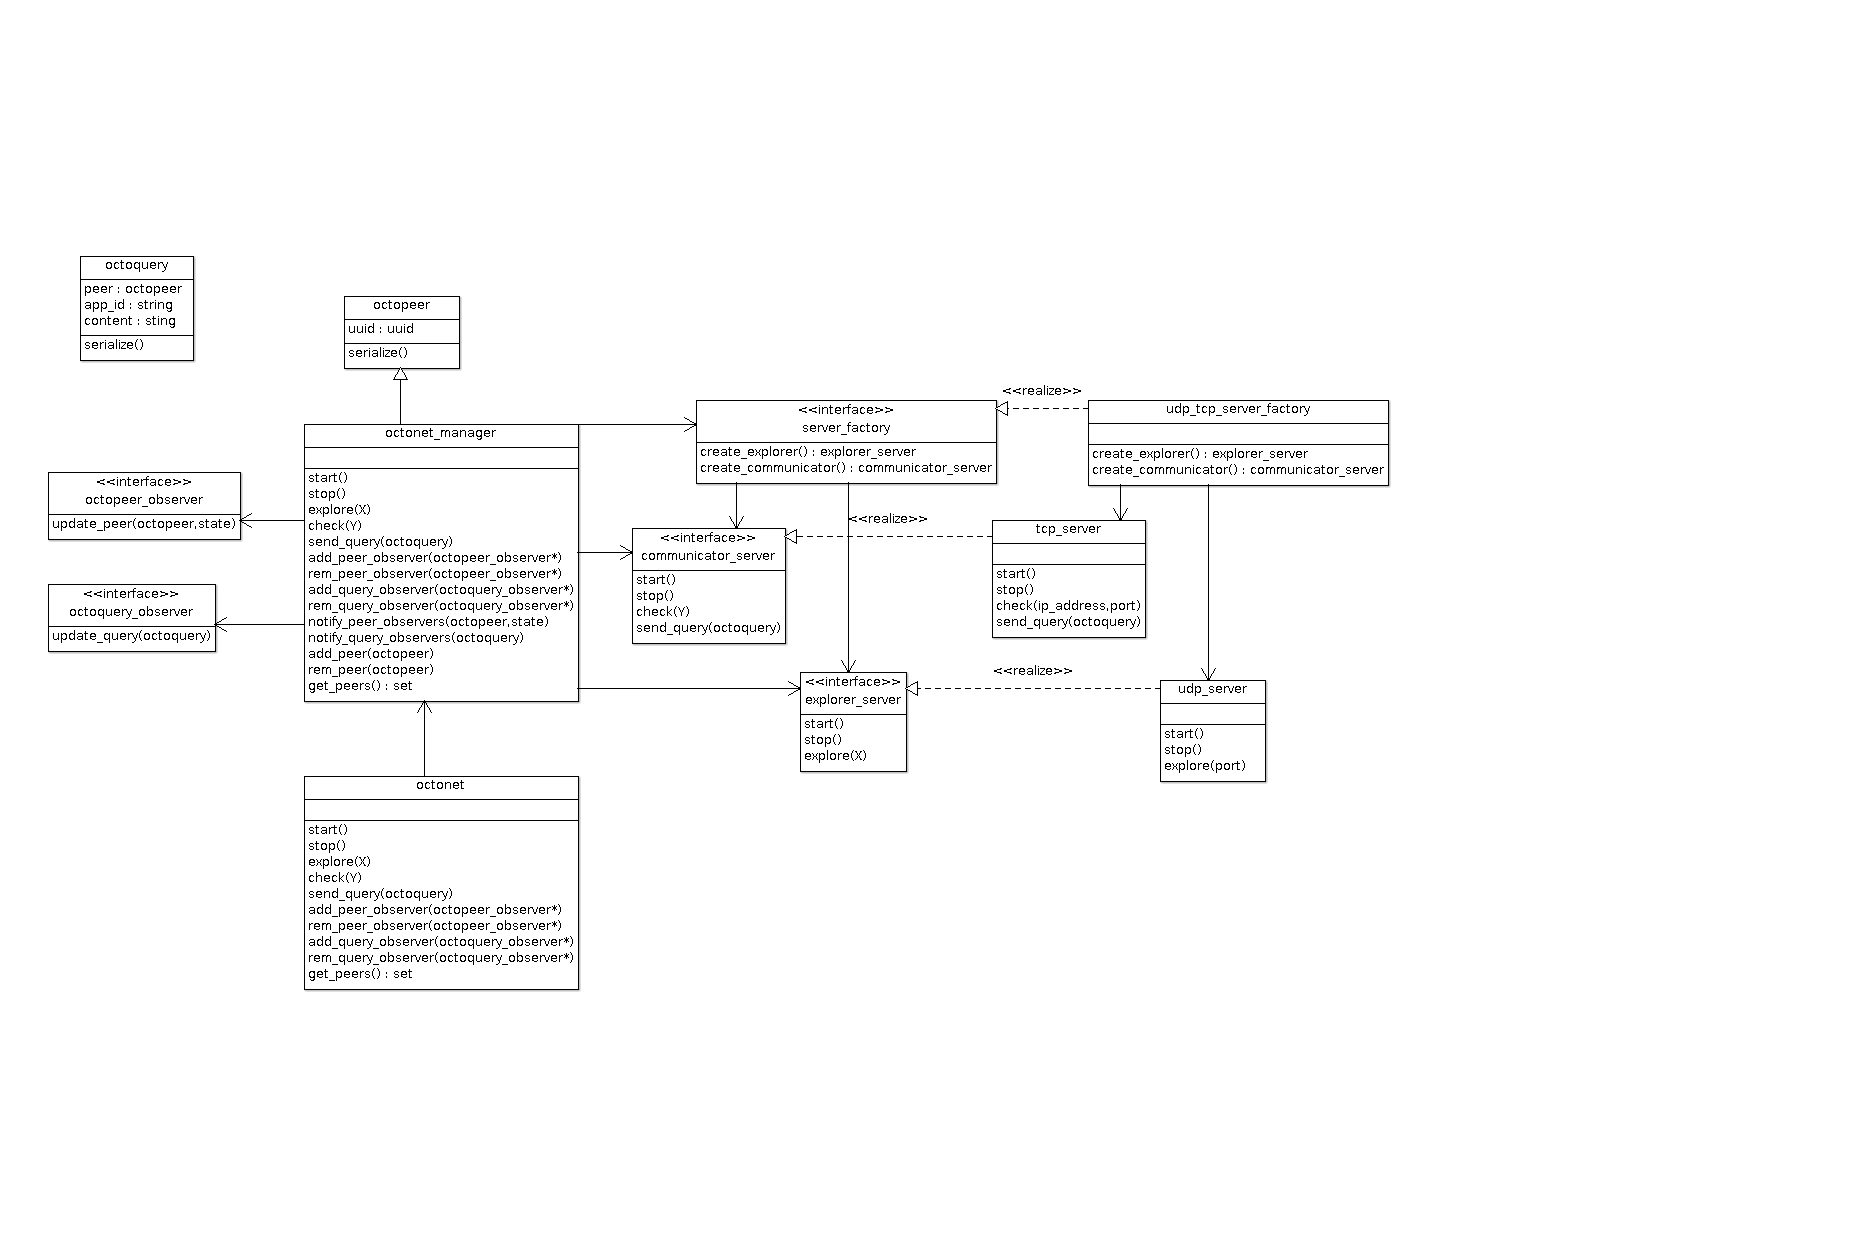 octoquery
peer : octopeer
app_id : string
content : sting
serialize()
octopeer
uuid : uuid
serialize()
octonet_manager
start()
stop()
explore(X)
check(Y)
send_query(octoquery)
add_peer_observer(octopeer_observer*)
rem_peer_observer(octopeer_observer*)
add_query_observer(octoquery_observer*)
rem_query_observer(octoquery_observer*)
notify_peer_observers(octopeer,state)
notify_query_observers(octoquery)
add_peer(octopeer)
rem_peer(octopeer)
get_peers() : set
<<interface>>
octopeer_observer
update_peer(octopeer,state)
<<interface>>
octoquery_observer
update_query(octoquery)
octonet
start()
stop()
explore(X)
check(Y)
send_query(octoquery)
add_peer_observer(octopeer_observer*)
rem_peer_observer(octopeer_observer*)
add_query_observer(octoquery_observer*)
rem_query_observer(octoquery_observer*)
get_peers() : set
<<interface>>
server_factory
create_explorer() : explorer_server
create_communicator() : communicator_server
<<realize>>
udp_tcp_server_factory
create_explorer() : explorer_server
create_communicator() : communicator_server
<<interface>>
communicator_server
start()
stop()
check(Y)
send_query(octoquery)
<<realize>>
tcp_server
start()
stop()
check(ip_address,port)
send_query(octoquery)
<<interface>>
explorer_server
start()
stop()
explore(X)
<<realize>>
udp_server
start()
stop()
explore(port)